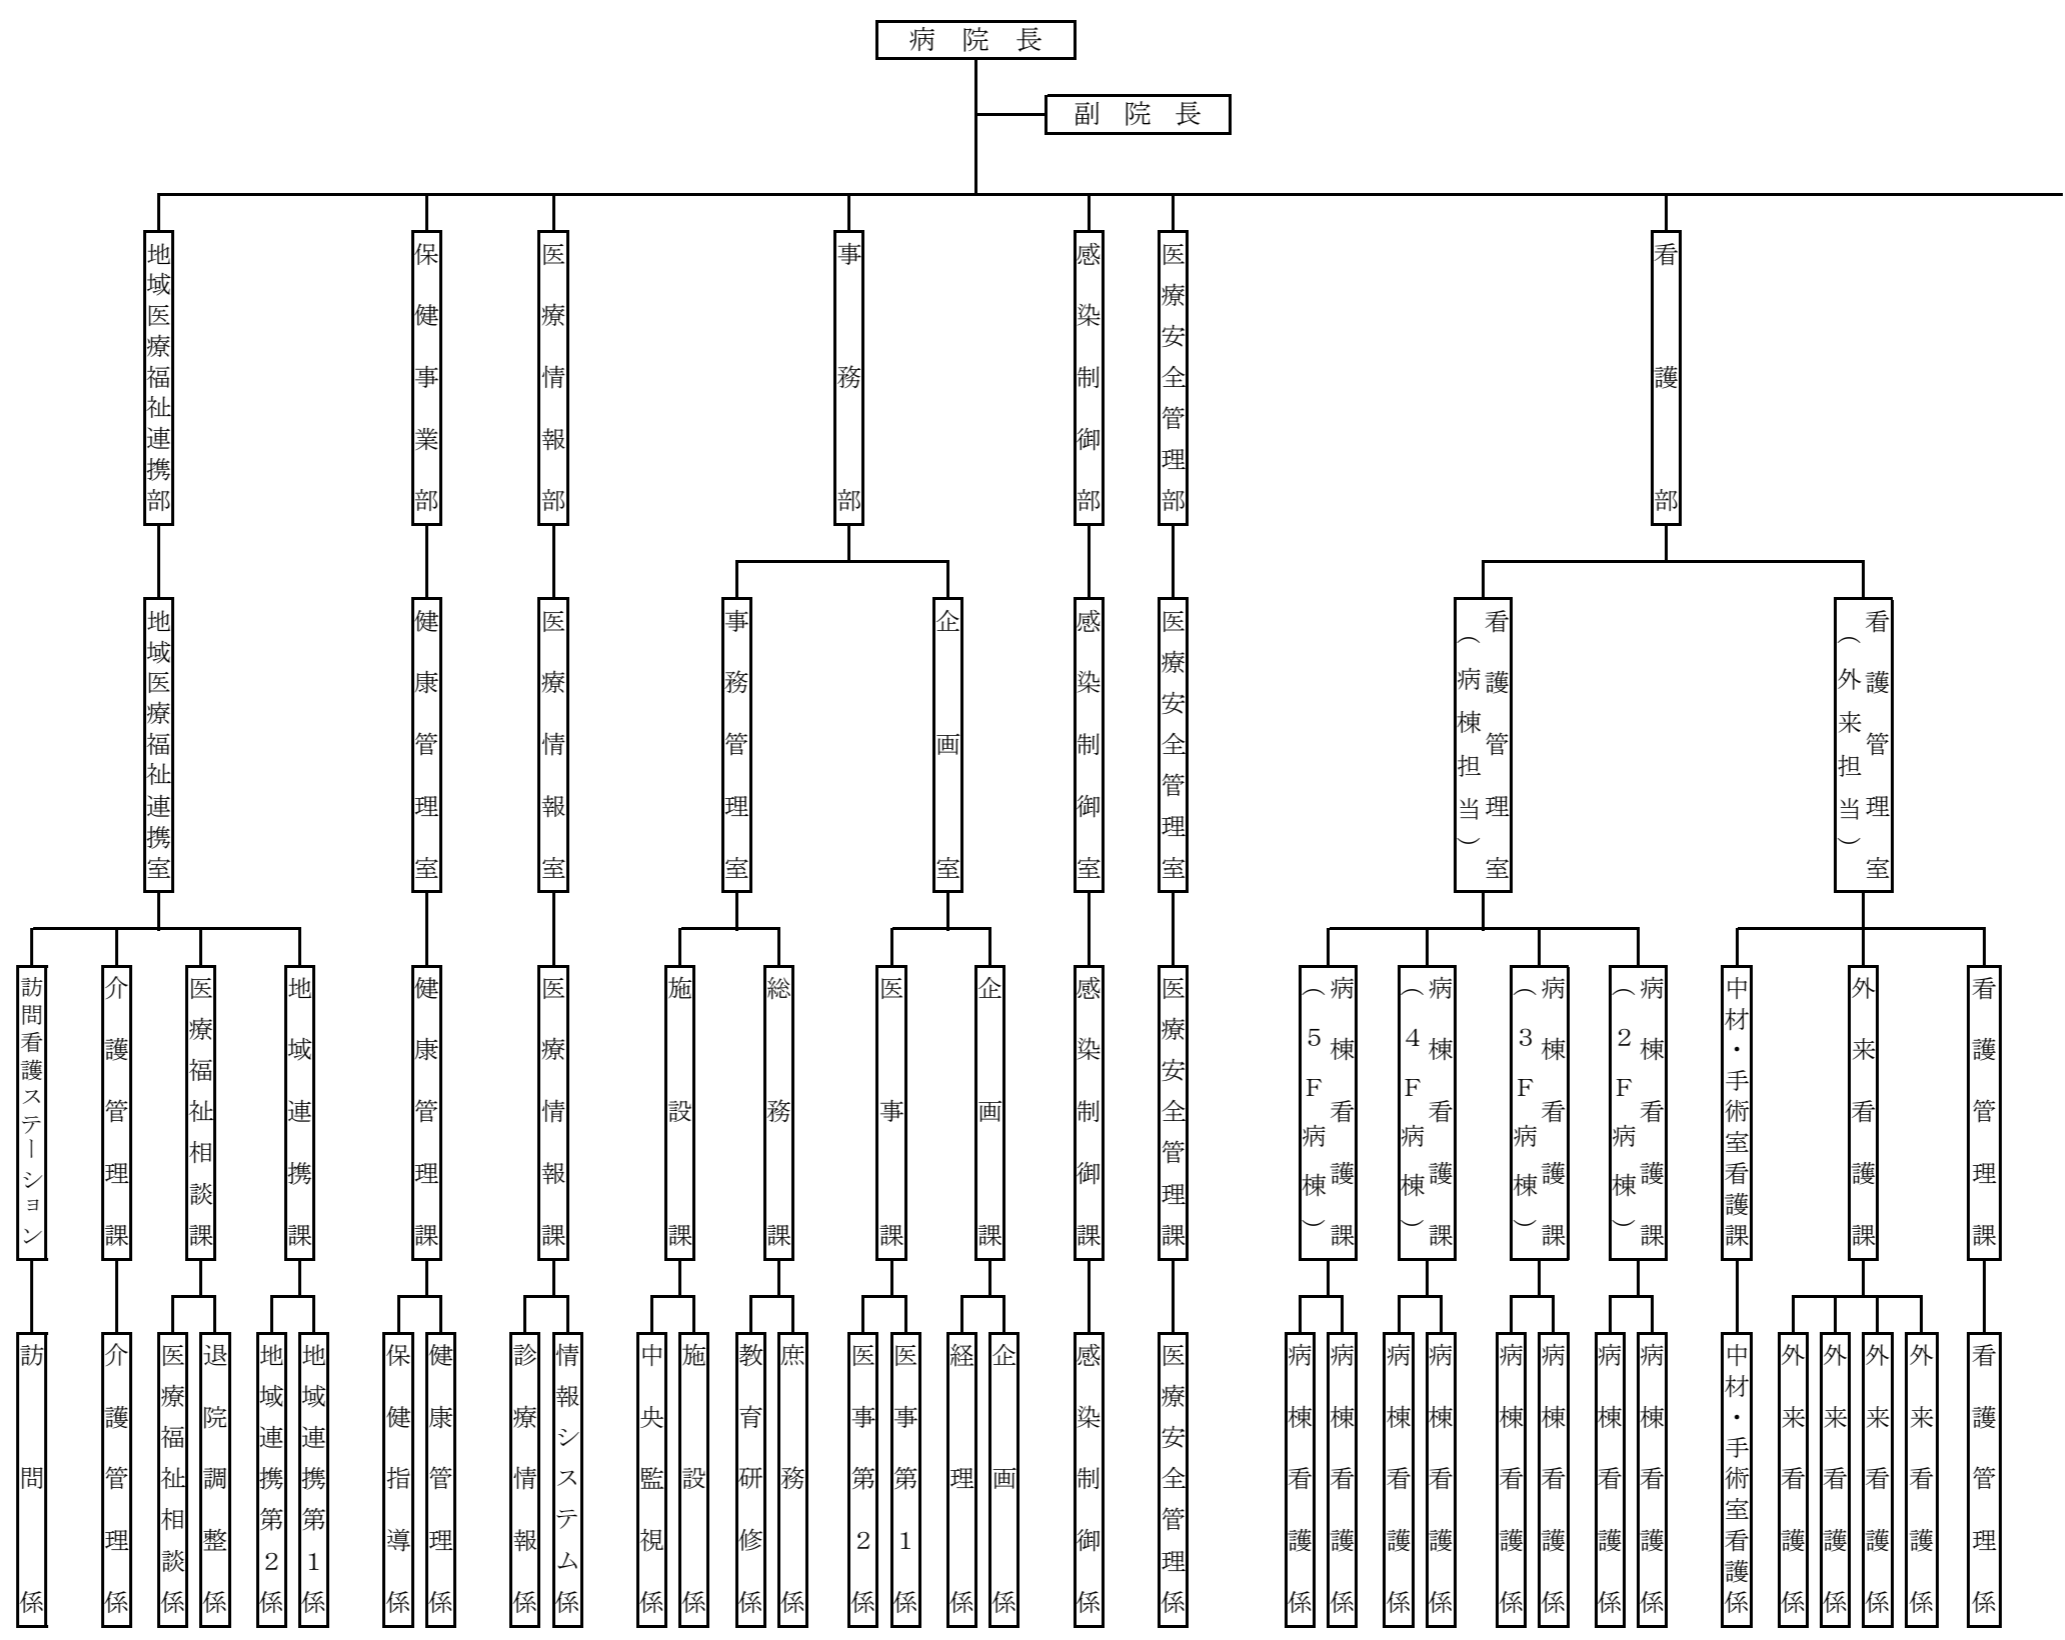 病院長
副院長
地域医療福祉連携部
保健事業部
医療情報部
事務部
感染制御部
医療安全管理部
看護部
地域医療福祉連携室
健康管理室
医療情報室
事務管理室
企画室
感染制御室
医療安全管理室
看護管理室
（病棟担当）
看護管理室
（外来担当）
訪問看護ステーション
介護管理課
医療福祉相談課
地域連携課
健康管理課
医療情報課
施設課
総務課
医事課
企画課
感染制御課
医療安全管理課
病棟看護課
（5F病棟）
病棟看護課
（4F病棟）
病棟看護課
（3F病棟）
病棟看護課
（2F病棟）
中材・手術室看護課
外来看護課
看護管理課
訪問係
介護管理係
医療福祉相談係
退院調整係
地域連携第2係
地域連携第1係
保健指導係
健康管理係
診療情報係
情報システム係
中央監視係
施設係
教育研修係
庶務係
医事第2係
医事第1係
経理係
企画係
感染制御係
医療安全管理係
病棟看護係
病棟看護係
病棟看護係
病棟看護係
病棟看護係
病棟看護係
病棟看護係
病棟看護係
中材・手術室看護係
外来看護係
外来看護係
外来看護係
外来看護係
看護管理係